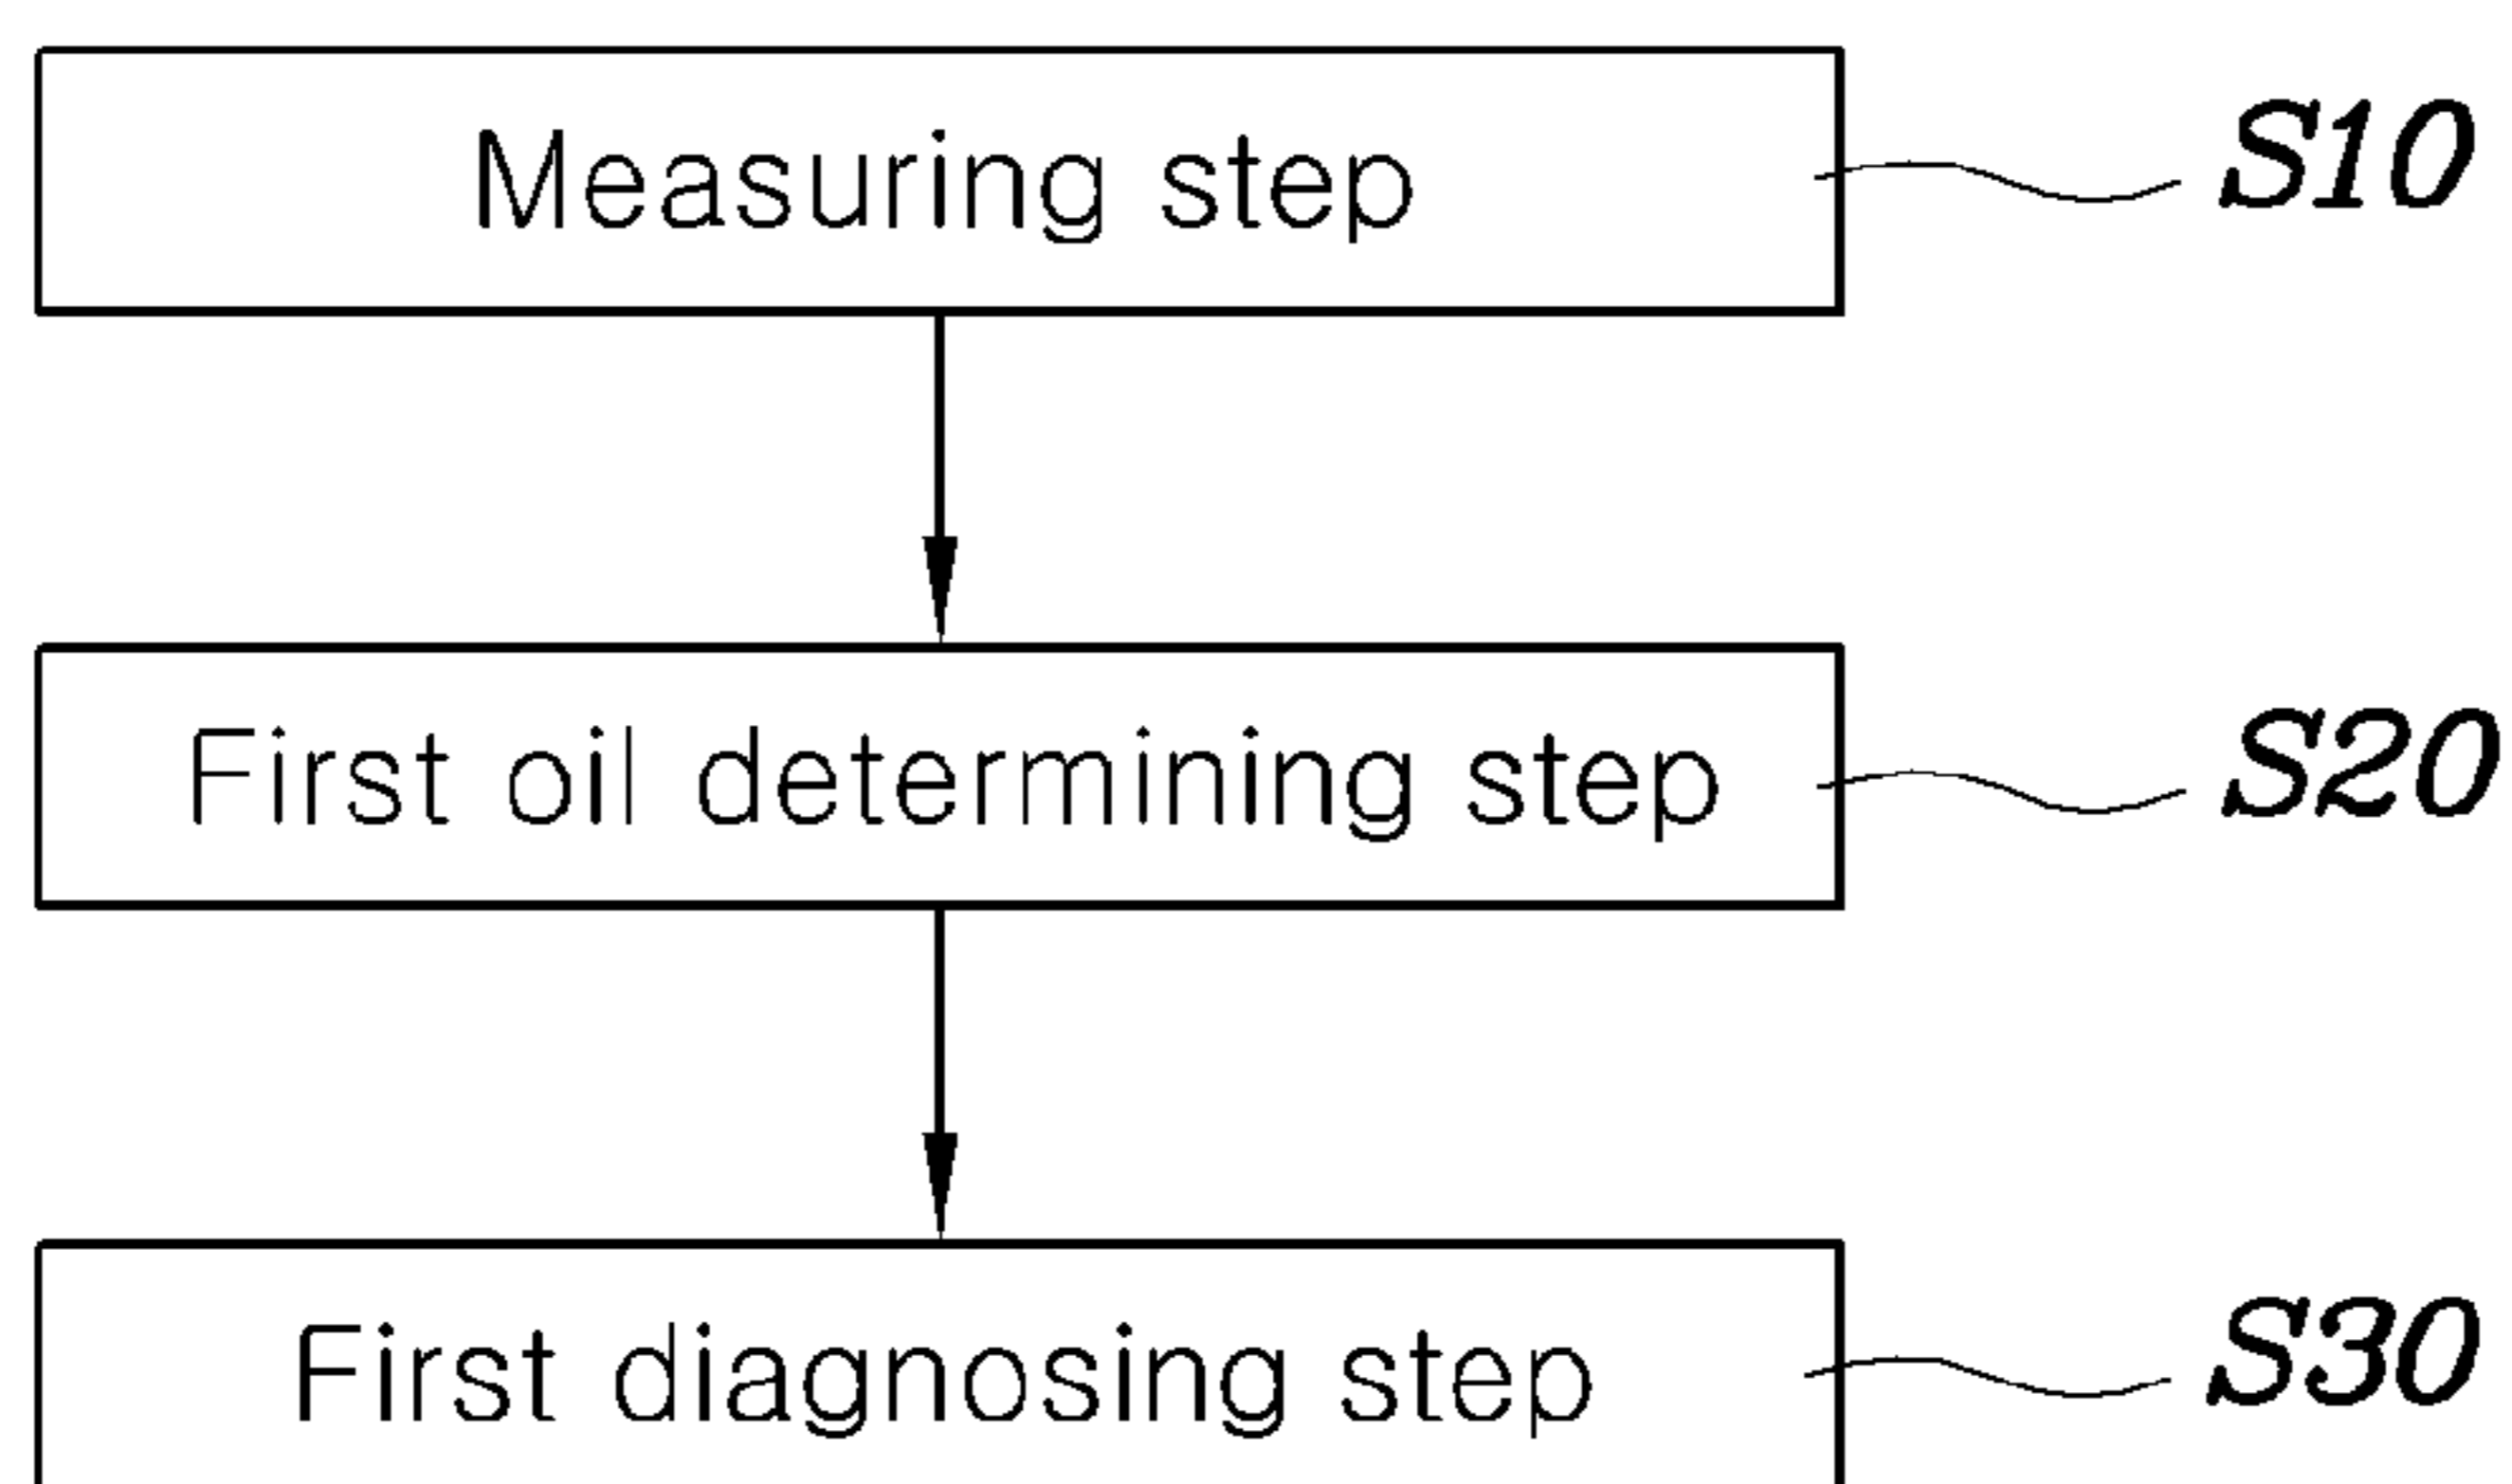 Measuring step S10
First oil determining step S20
First diagnosing step S30